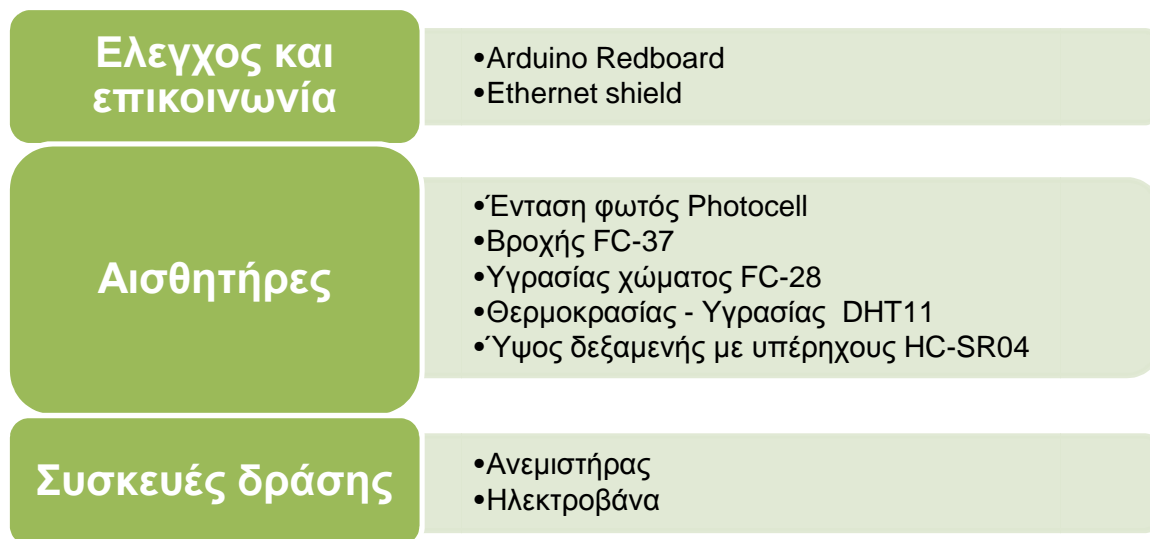 Ελεγχος και
επικοινωνία
•Arduino Redboard
•Ethernet shield
Αισθητήρες
•Ένταση φωτός Photocell
•Βροχής FC-37
•Υγρασίας χώματος FC-28
•Θερμοκρασίας - Υγρασίας  DHT11
•Ύψος δεξαμενής με υπέρηχους HC-SR04
Συσκευές δράσης
•Ανεμιστήρας
•Ηλεκτροβάνα